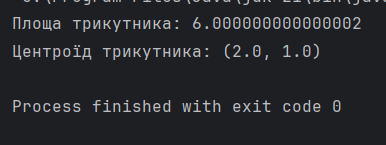 Площа трикутника: 6.000000000000002
Центроїд трикутника: (2.0, 1.0)
Process finished with exit code 0